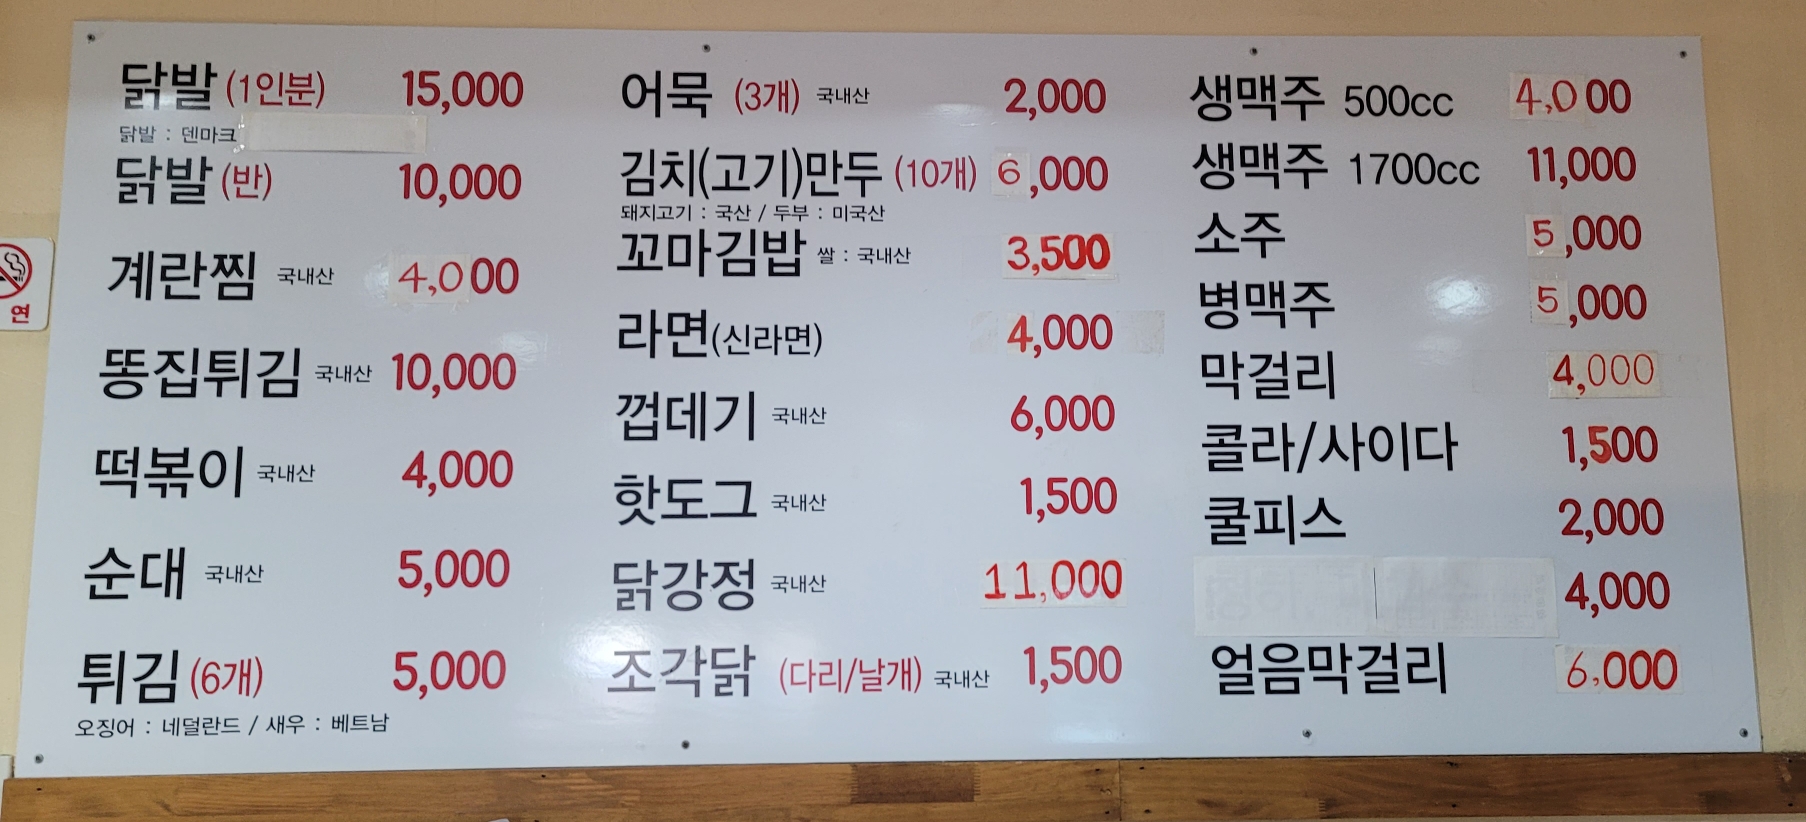 닭발 (1인분) 15,000
닭발 : 덴마크
닭발 (반) 10,000
계란찜 국내산 4,000
똥집튀김 국내산 10,000
떡볶이 국내산 4,000
순대 국내산 5,000
튀김 (6개) 5,000
오징어 : 네덜란드 / 새우 : 베트남
어묵 (3개) 국내산 2,000
김치(고기)만두 (10개) 6,000
돼지고기 : 국산 / 두부 : 미국산
꼬마김밥 쌀 : 국내산 3,500
라면(신라면) 4,000
껍데기 국내산 6,000
핫도그 국내산 1,500
닭강정 국내산 11,000
조각닭 (다리/날개) 국내산 1,500
생맥주 500cc 4,000
생맥주 1700cc 11,000
소주 5,000
병맥주 5,000
막걸리 4,000
콜라/사이다 1,500
쿨피스 2,000
4,000
얼음막걸리 6,000
연